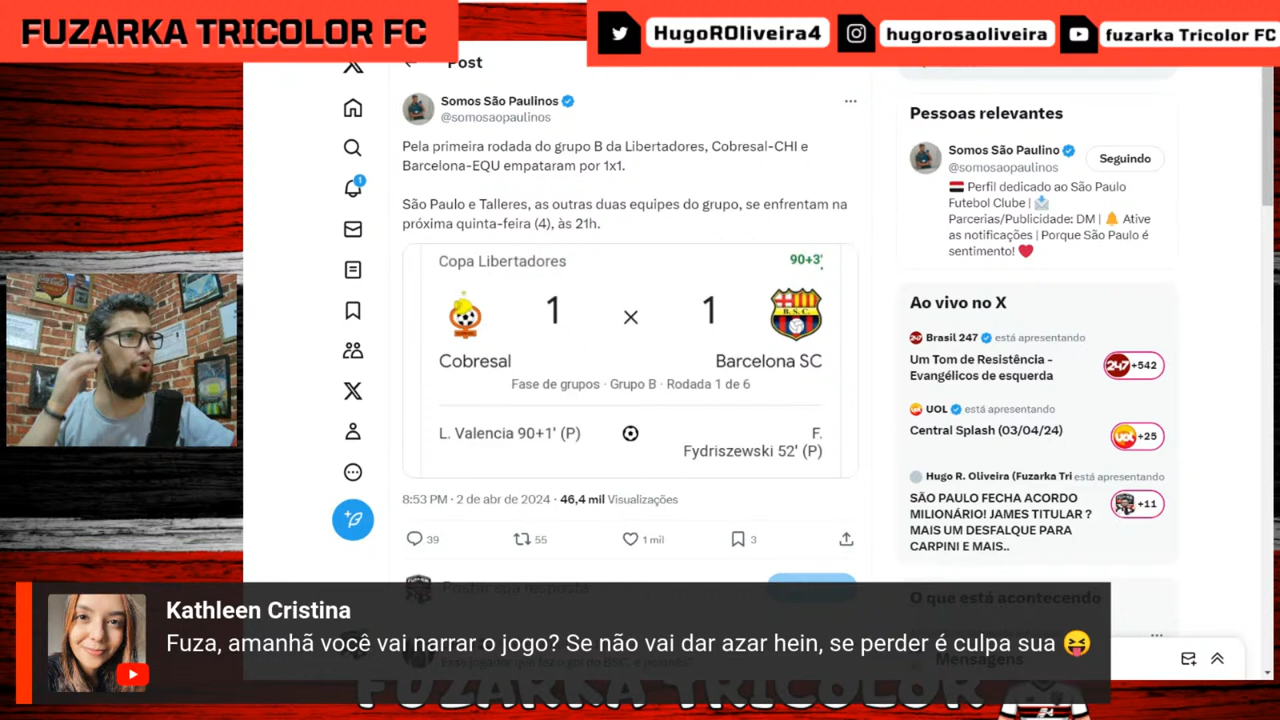 FUZARKA TRICOLOR FC
HugoROliveira4
hugorosaoliveira
fuzarka Tricolor FC
Post
Somos São Paulinos
@somosaopaulinos
Pela primeira rodada do grupo B da Libertadores, Cobresal-CHI e
Barcelona-EQU empataram por 1x1.
São Paulo e Talleres, as outras duas equipes do grupo, se enfrentam na
próxima quinta-feira (4), às 21h.
Copa Libertadores
90+3'
1 × 1
B.S.C.
Cobresal
Barcelona SC
Fase de grupos · Grupo B · Rodada 1 de 6
L. Valencia 90+1' (P)
F.
Fydriszewski 52' (P)
8:53 PM · 2 de abr de 2024 · 46,4 mil Visualizações
39
55
1 mil
3
Postar sua resposta
Pessoas relevantes
Somos São Paulino
@somosaopaulinos
Seguindo
Perfil dedicado ao São Paulo
Futebol Clube |
Parcerias/Publicidade: DM | 🔔 Ative
as notificações | Porque São Paulo é
sentimento! ❤️
Ao vivo no X
Brasil 247 está apresentando
Um Tom de Resistência -
Evangélicos de esquerda
247 +542
UOL está apresentando
Central Splash (03/04/24)
UOL +25
Hugo R. Oliveira (Fuzarka Tri está apresentando
SÃO PAULO FECHA ACORDO
MILIONÁRIO! JAMES TITULAR ?
MAIS UM DESFALQUE PARA
CARPINI E MAIS..
+11
O que está acontecendo
Mensagens
Kathleen Cristina
Fuza, amanhã você vai narrar o jogo? Se não vai dar azar hein, se perder é culpa sua 😝
FUZARKA TRICOLOR